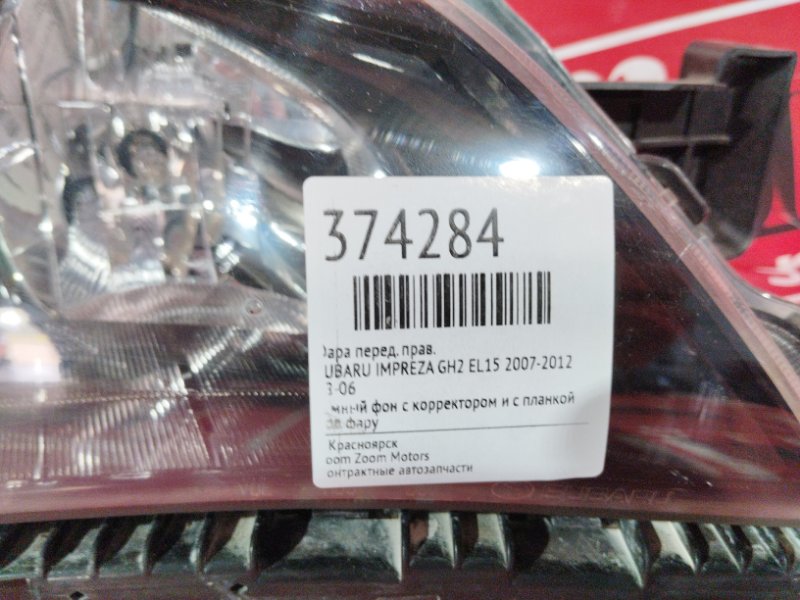 374284
ара перед. прав.
UBARU IMPREZA GH2 EL15 2007-2012
3-06
мный фон с корректором и с планкой
фару
Красноярск
oom Zoom Motors
онтрактные автозапчасти